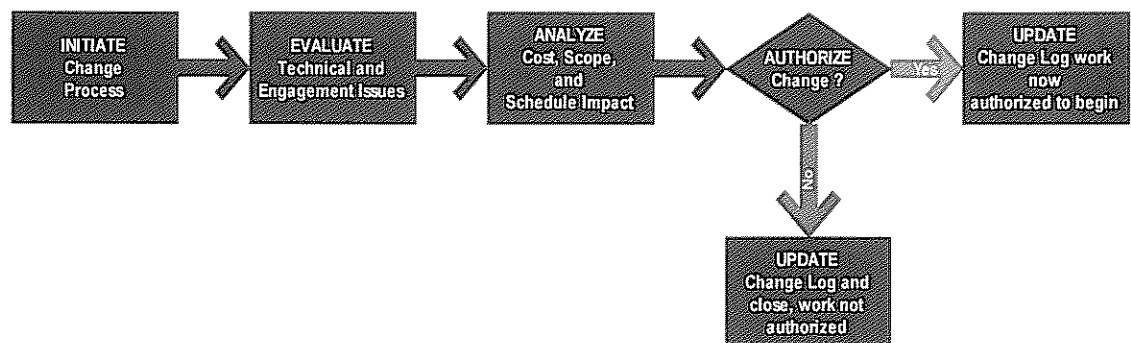 INITIATE
Change
Process
EVALUATE
Technical and
Engagement Issues
ANALYZE
Cost, Scope,
and
Schedule Impact
AUTHORIZE
Change ?
Yes
UPDATE
Change Log work
now
authorized to begin
No
UPDATE
Change Log and
close, work not
authorized